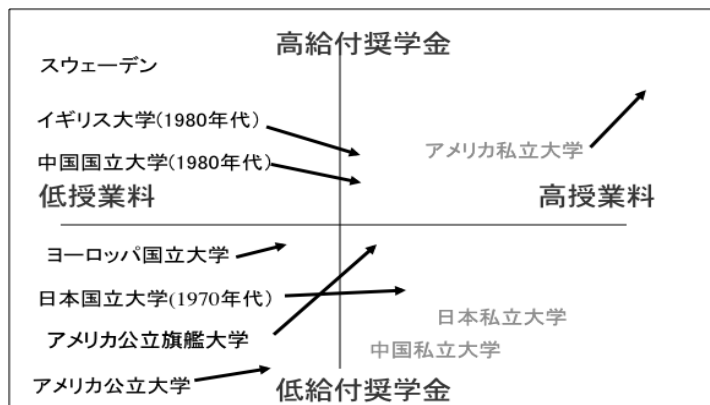 高給付奨学金
スウェーデン
イギリス大学(1980年代)
アメリカ私立大学
中国国立大学(1980年代)
低授業料
高授業料
ヨーロッパ国立大学
日本国立大学(1970年代)
日本私立大学
アメリカ公立旗艦大学
中国私立大学
アメリカ公立大学
低給付奨学金